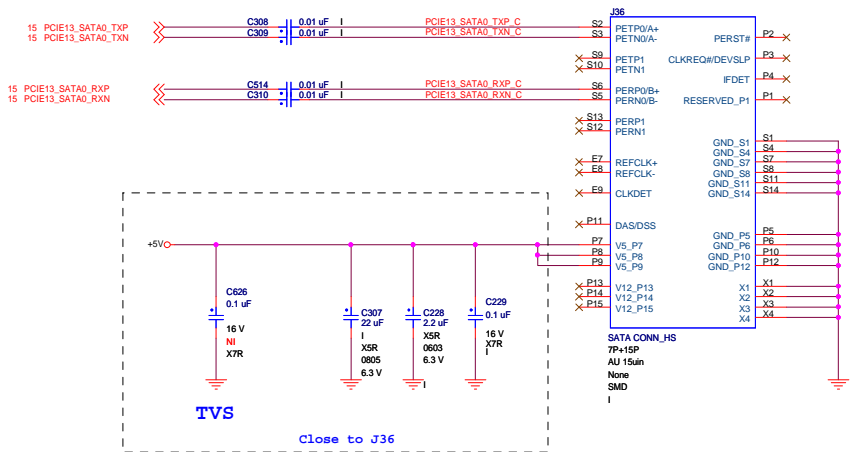 J36
15 PCIE13_SATA0_TXP
C308
0.01 uF
I
PCIE13_SATA0_TXP_C
S2
PETP0/A+
15 PCIE13_SATA0_TXN
C309
0.01 uF
I
PCIE13_SATA0_TXN_C
S3
PETN0/A-
PERST#
P2
S9
PETP1
S10
PETN1
CLKREQ#/DEVSLP
P3
IFDET
P4
15 PCIE13_SATA0_RXP
C514
0.01 uF
I
PCIE13_SATA0_RXP_C
S6
PERP0/B+
15 PCIE13_SATA0_RXN
C310
0.01 uF
I
PCIE13_SATA0_RXN_C
S5
PERN0/B-
RESERVED_P1
P1
S13
PERP1
S12
PERN1
GND_S1
S1
GND_S4
S4
GND_S7
S7
GND_S8
S8
GND_S11
S11
GND_S14
S14
E7
REFCLK+
E8
REFCLK-
E9
CLKDET
P11
DAS/DSS
GND_P5
P5
GND_P6
P6
GND_P10
P10
GND_P12
P12
+5V
P7
V5_P7
P8
V5_P8
P9
V5_P9
P13
V12_P13
P14
V12_P14
P15
V12_P15
X1
X1
X2
X2
X3
X3
X4
X4
C626
0.1 uF
16 V
NI
X7R
C307
22 uF
I
X5R
0805
6.3 V
C228
2.2 uF
X5R
0603
6.3 V
I
C229
0.1 uF
16 V
X7R
I
SATA CONN_HS
7P+15P
AU 15uin
None
SMD
I
TVS
Close to J36